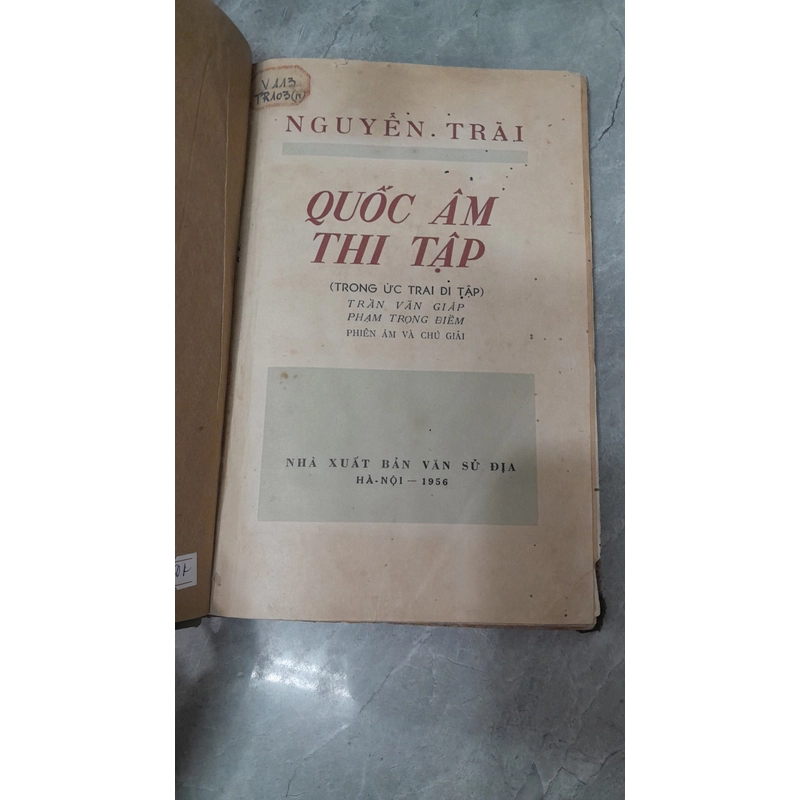 V 113
TR103(N)
NGUYỄN TRÃI
QUỐC ÂM
THI TẬP
(TRONG ỨC TRAI DI TẬP)
TRẦN VĂN GIÁP
PHẠM TRỌNG ĐIỀM
PHIÊN ÂM VÀ CHÚ GIẢI
NHÀ XUẤT BẢN VĂN SỬ ĐỊA
HÀ-NỘI — 1956